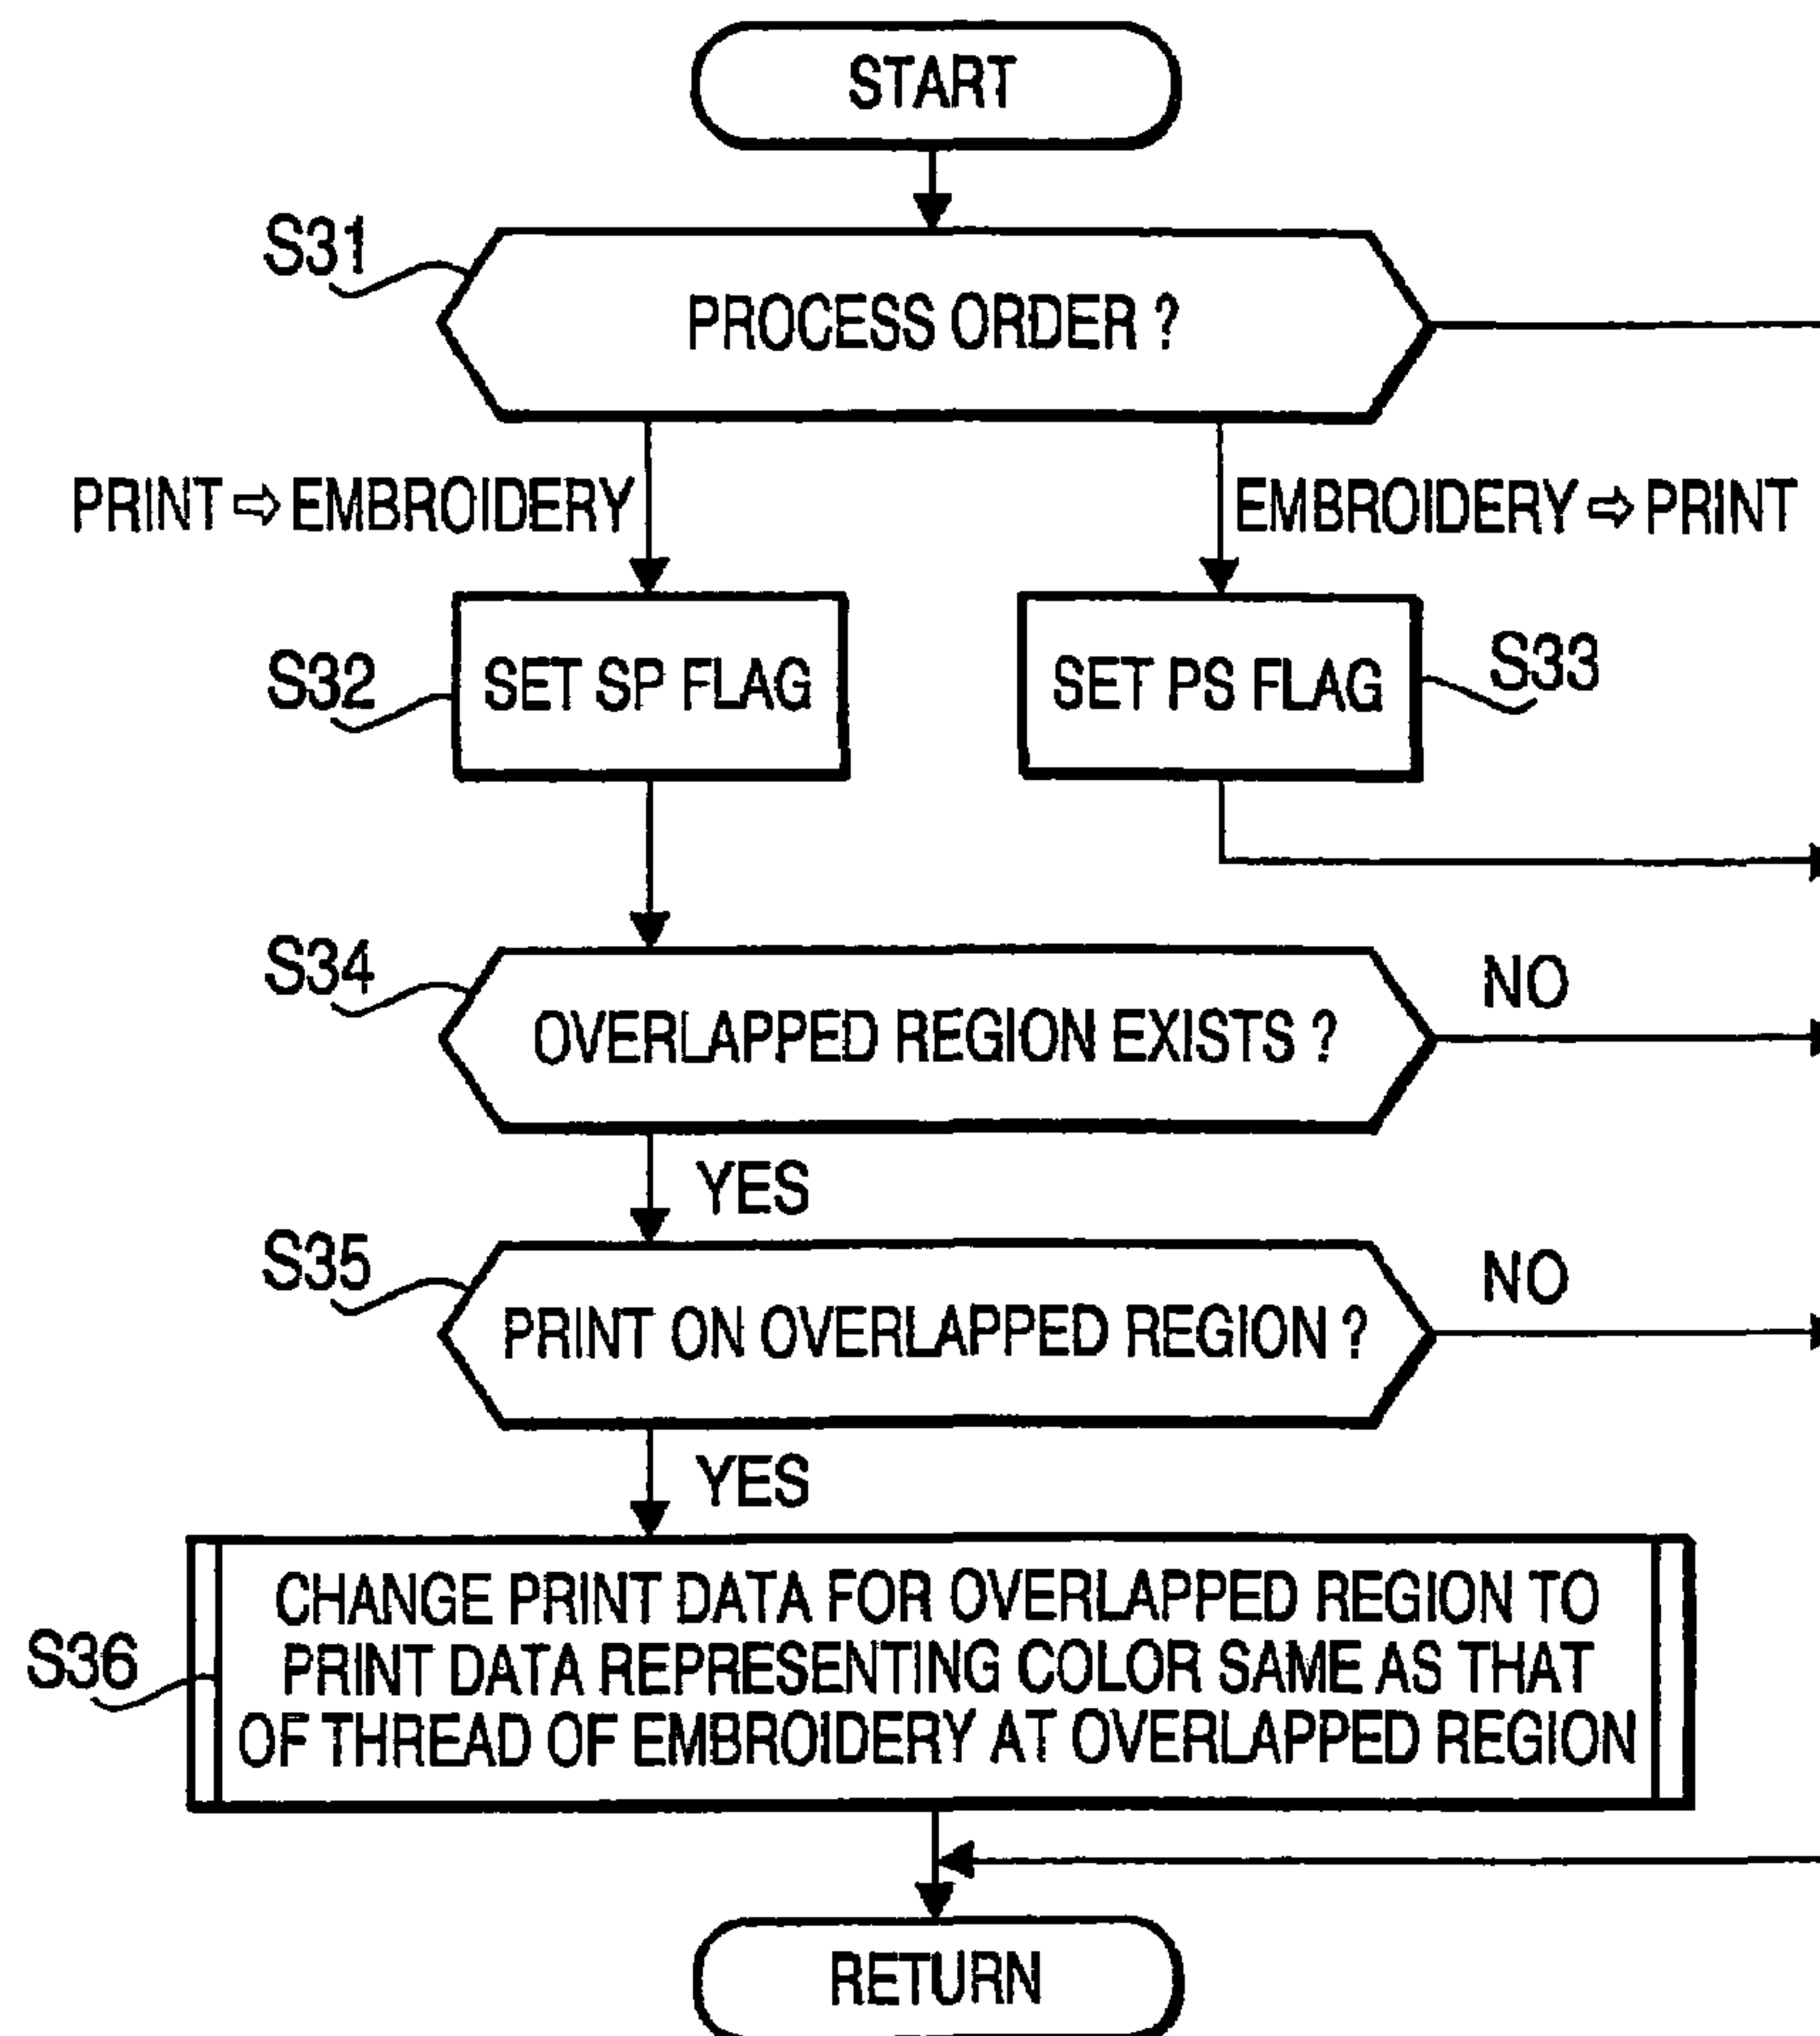 START
S31
PROCESS ORDER ?
PRINT ⇨ EMBROIDERY
EMBROIDERY ⇨ PRINT
S32
SET SP FLAG
SET PS FLAG
S33
S34
OVERLAPPED REGION EXISTS ?
NO
YES
S35
PRINT ON OVERLAPPED REGION ?
NO
YES
S36
CHANGE PRINT DATA FOR OVERLAPPED REGION TO
PRINT DATA REPRESENTING COLOR SAME AS THAT
OF THREAD OF EMBROIDERY AT OVERLAPPED REGION
RETURN